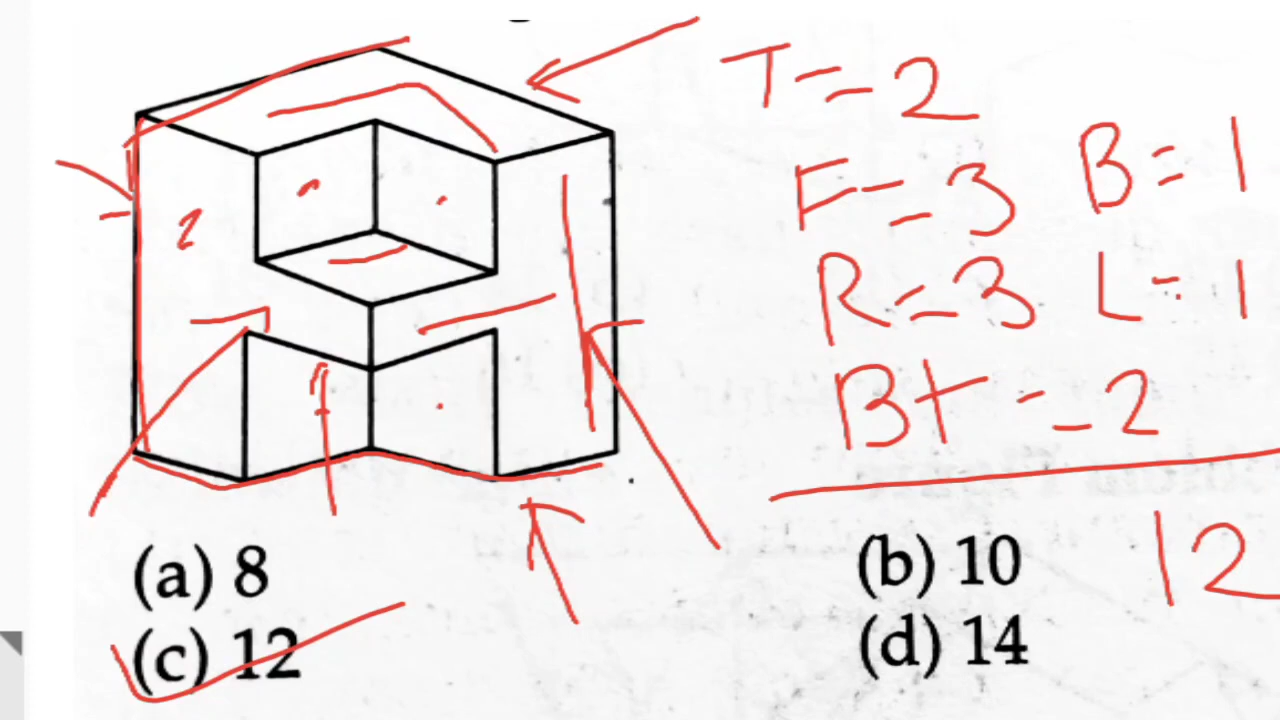 T = 2
F = 3 B = 1
R = 3 L = 1
Bt = 2
12
(a) 8 (b) 10
(c) 12 (d) 14